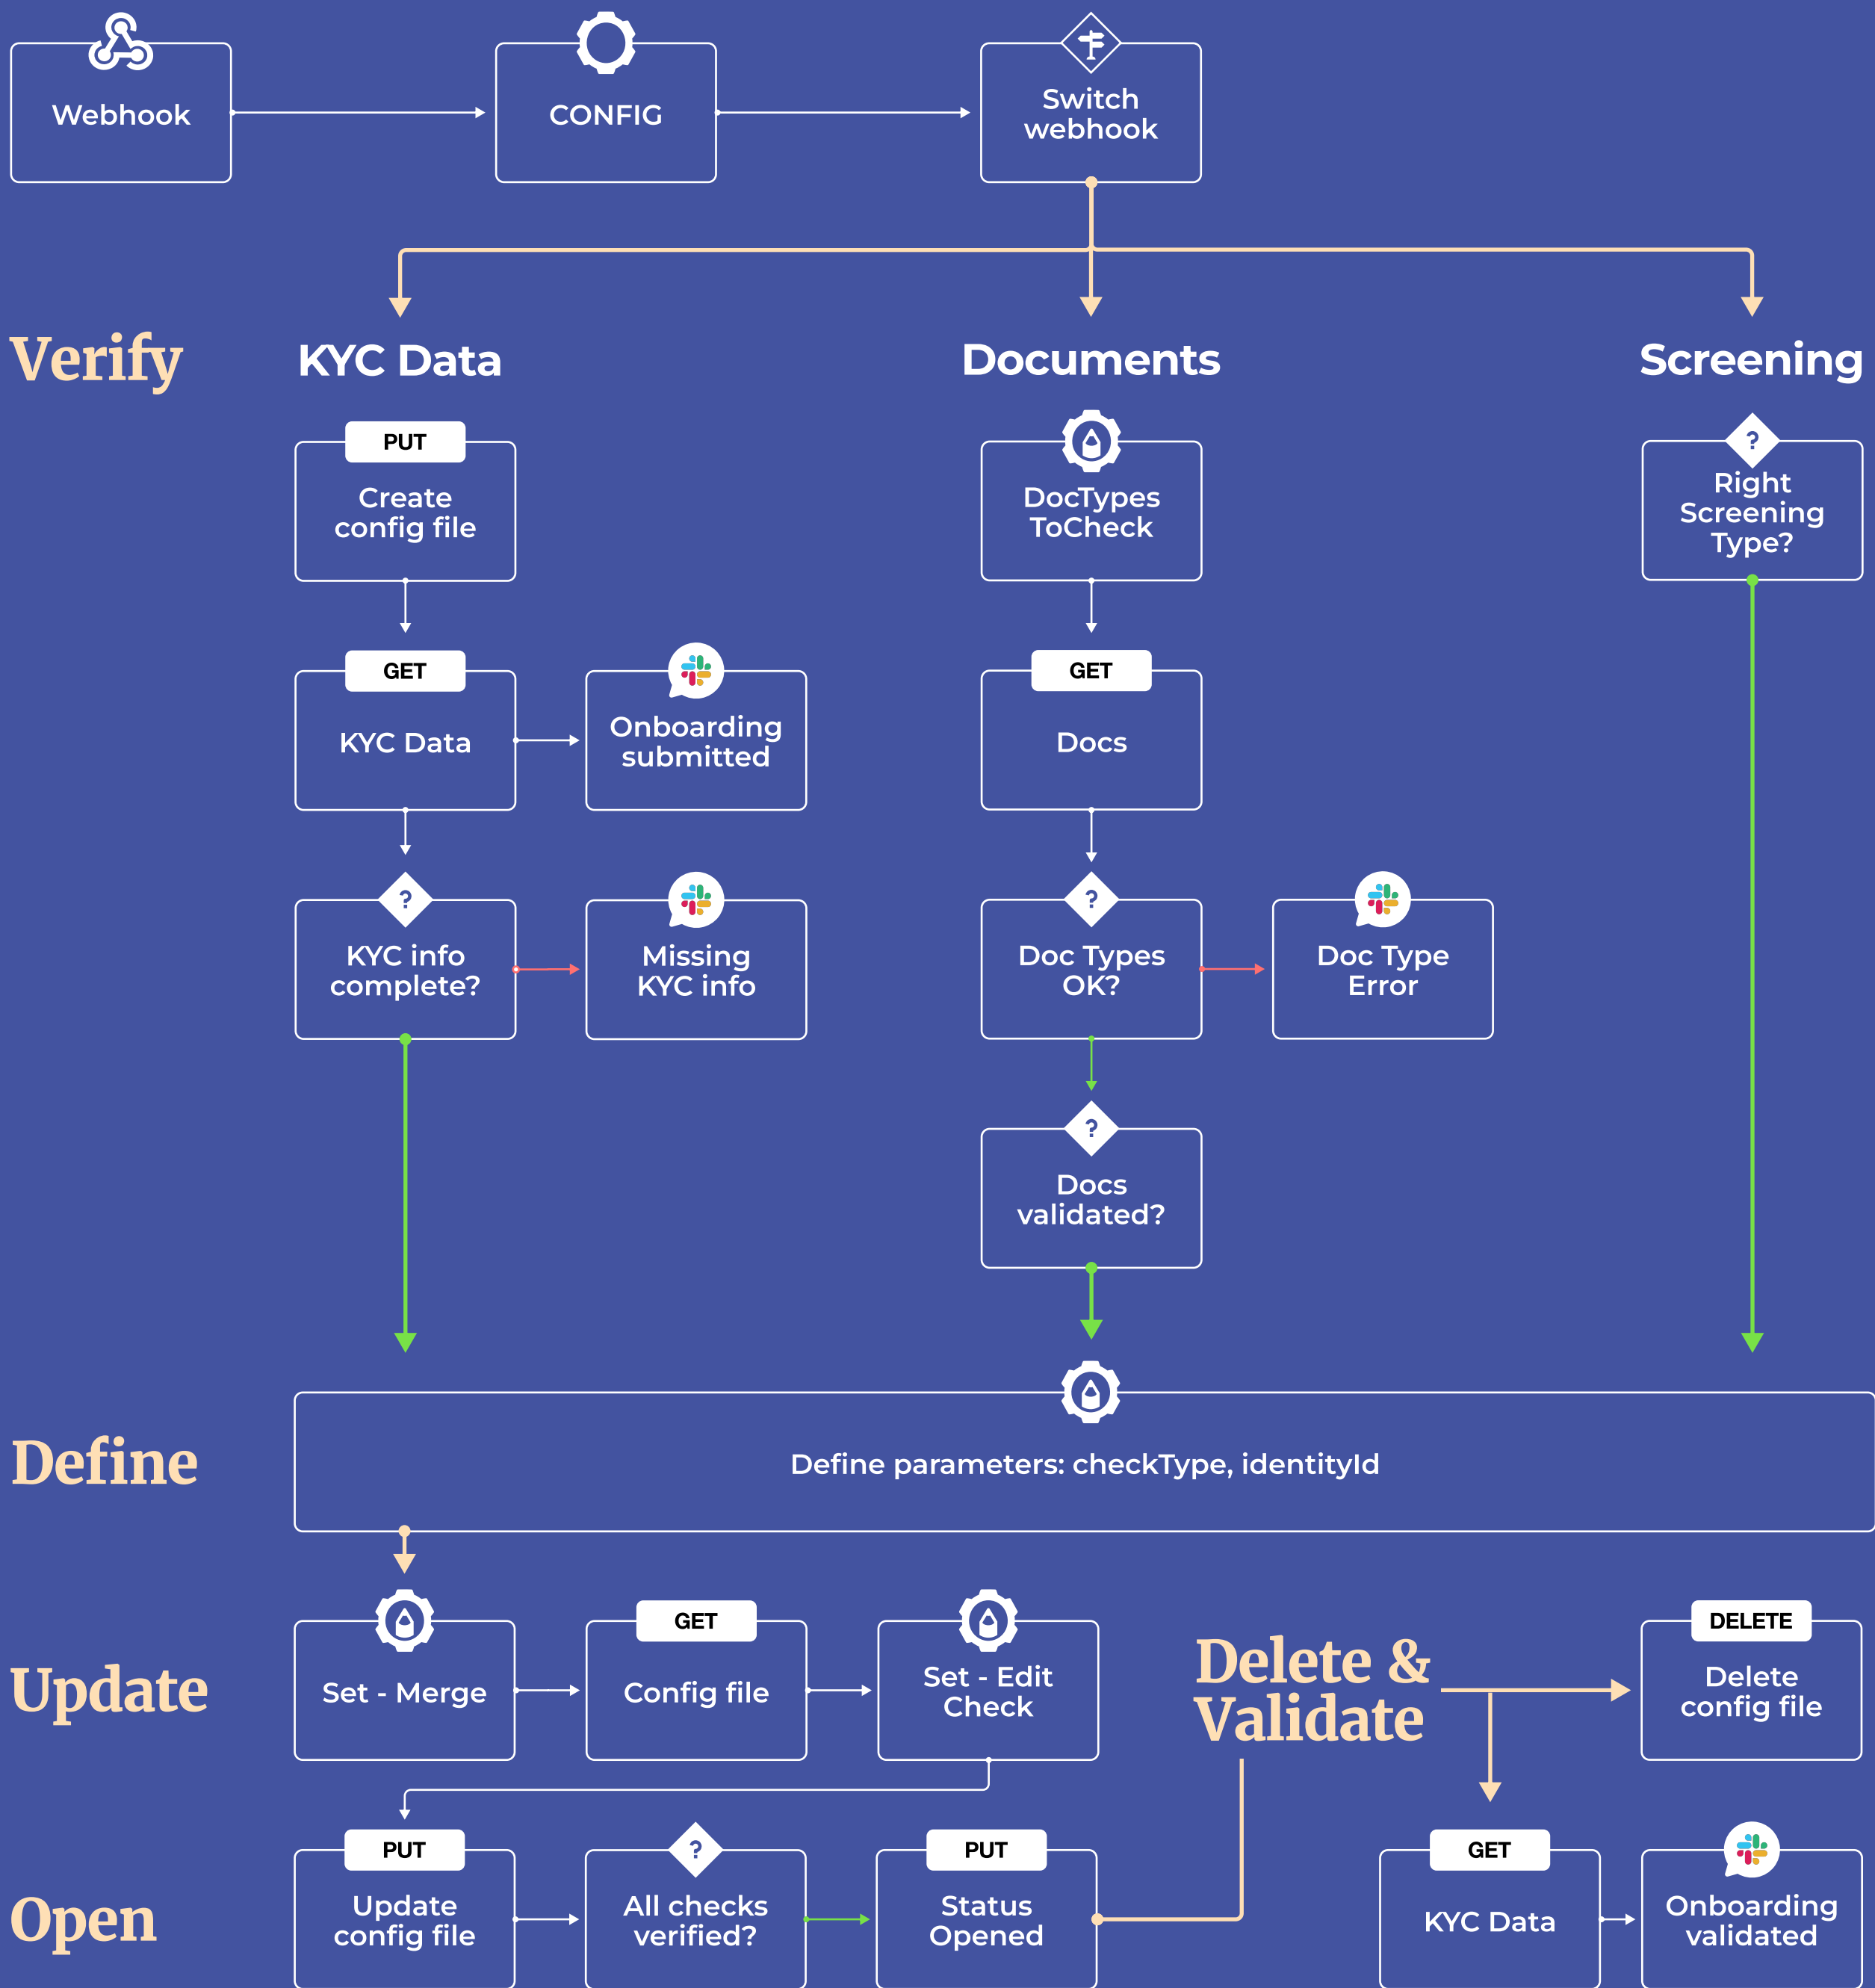 Webhook
CONFIG
Switch
webhook
Verify
KYC Data
Documents
Screening
PUT
Create
config file
DocTypes
ToCheck
?
Right
Screening
Type?
GET
KYC Data
Onboarding
submitted
GET
Docs
?
KYC info
complete?
Missing
KYC info
?
Doc Types
OK?
Doc Type
Error
?
Docs
validated?
Define
Define parameters: checkType, identityId
Update
Set - Merge
GET
Config file
Set - Edit
Check
Delete &
Validate
DELETE
Delete
config file
Open
PUT
Update
config file
?
All checks
verified?
PUT
Status
Opened
GET
KYC Data
Onboarding
validated